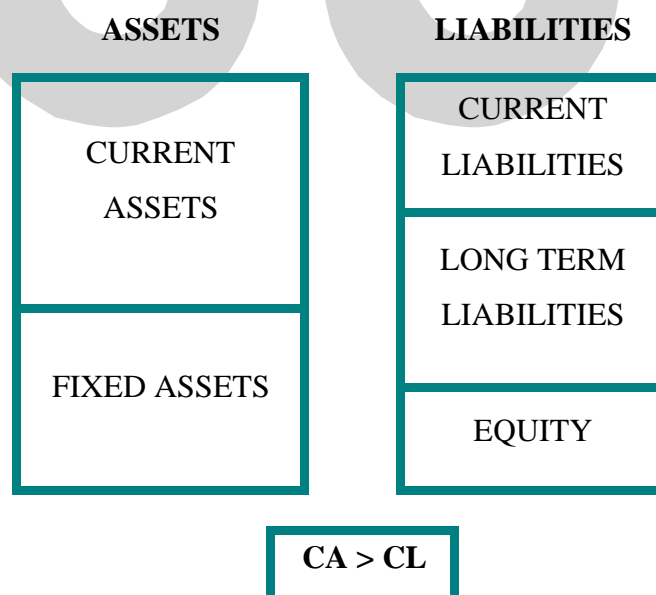 ASSETS
CURRENT
ASSETS
FIXED ASSETS
LIABILITIES
CURRENT
LIABILITIES
LONG TERM
LIABILITIES
EQUITY
CA > CL